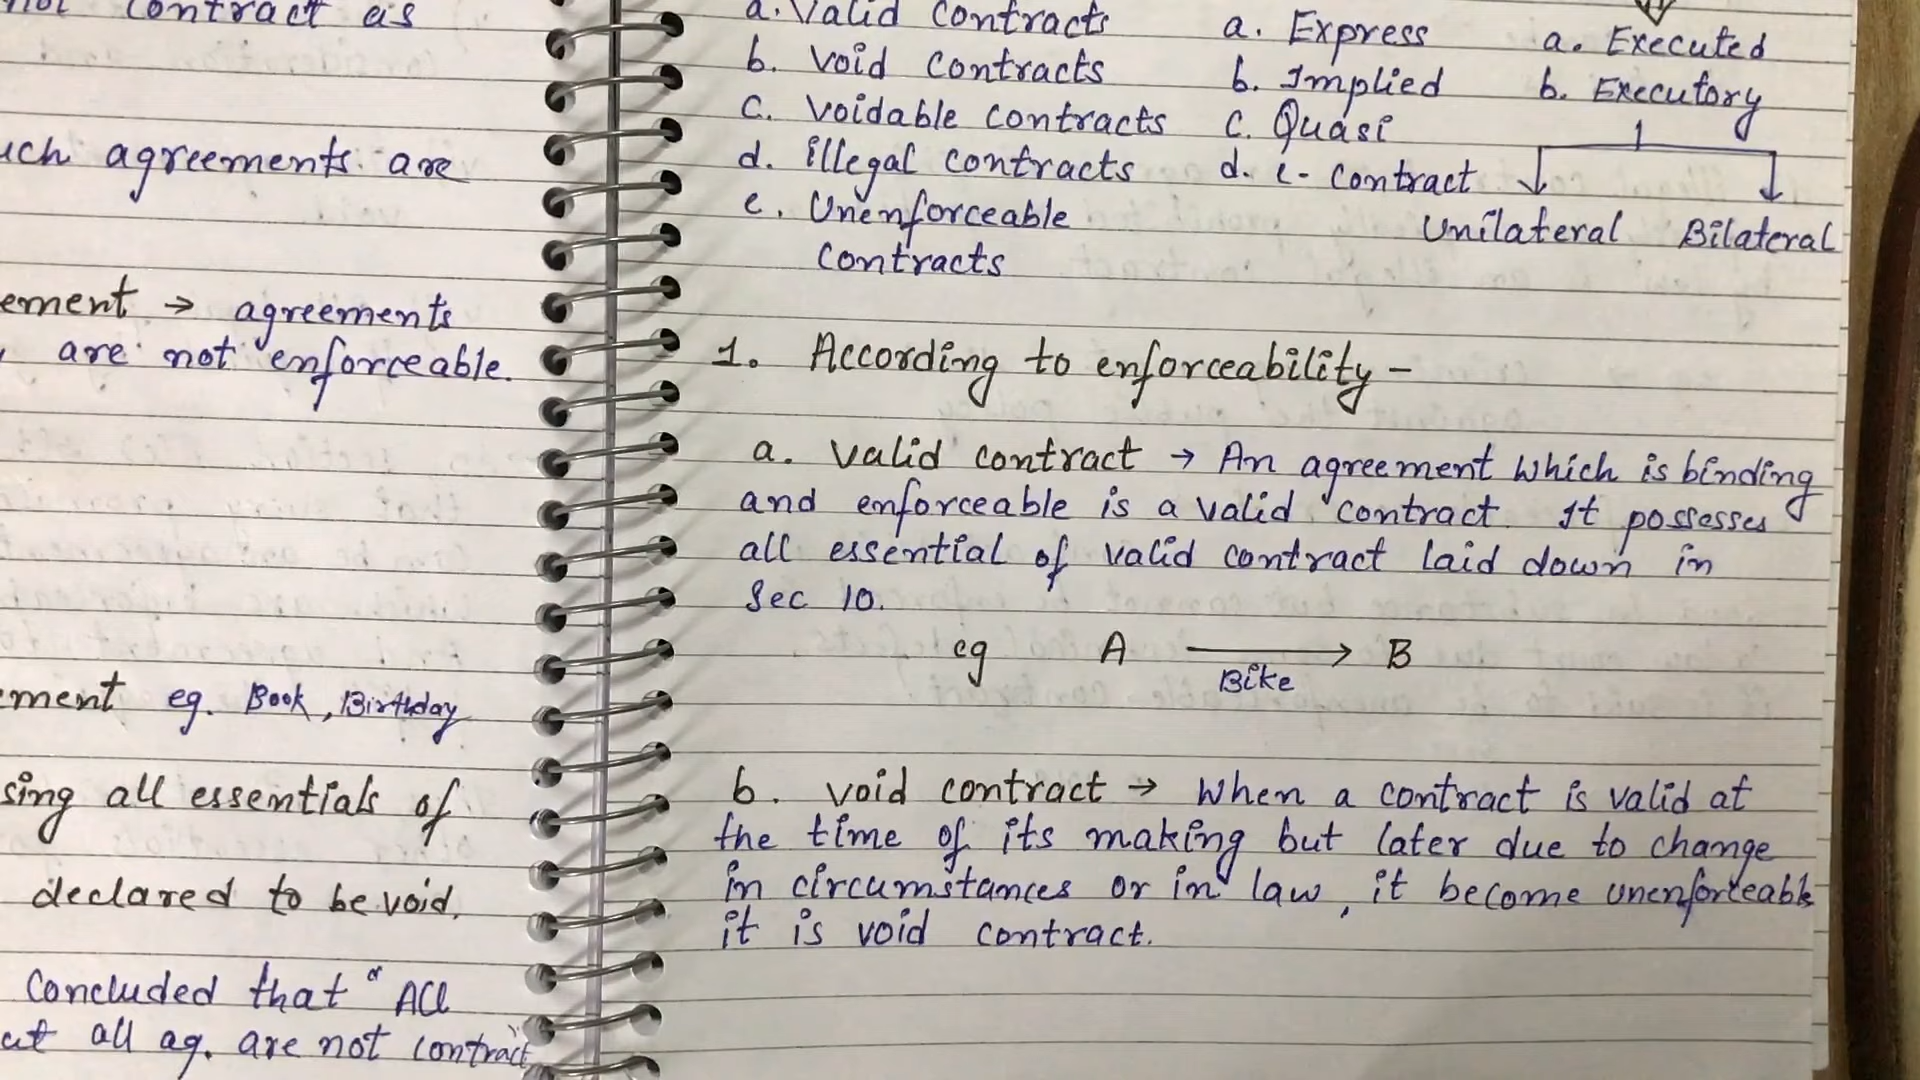 contract as
agreements are
agreements
are not enforceable.
eg. Book, Birthday
all essentials of
declared to be void.
Concluded that "All
all ag. are not contract
a. Valid contracts
b. void contracts
c. voidable contracts
d. illegal contracts
e. Unenforceable
contracts
a. Express
b. Implied
c. Quasi
d. e-contract
a. Executed
b. Executory
Unilateral Bilateral
1. According to enforceability -
a. valid contract → An agreement which is binding
and enforceable is a valid contract. It possesses
all essential of valid contract laid down in
Sec 10.
eg A → B
Bike
b. void contract → When a contract is valid at
the time of its making but later due to change
in circumstances or in law, it become unenforceable
it is void contract.